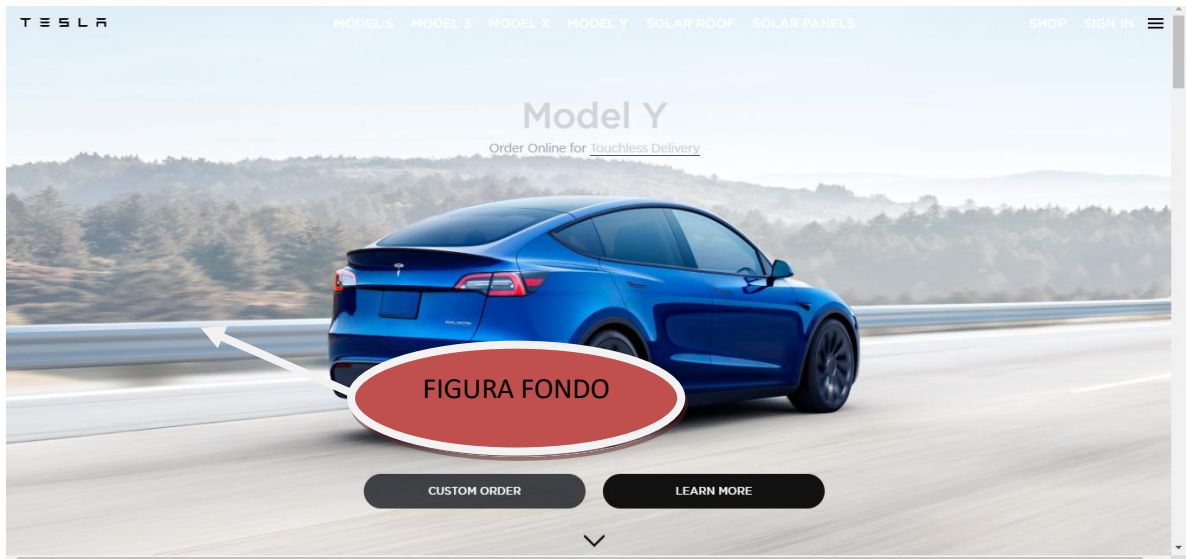 TESLA MODEL S MODEL 3 MODEL X MODEL Y SOLAR ROOF SOLAR PANELS SHOP SIGN IN
Model Y
Order Online for Touchless Delivery
FIGURA FONDO
CUSTOM ORDER LEARN MORE